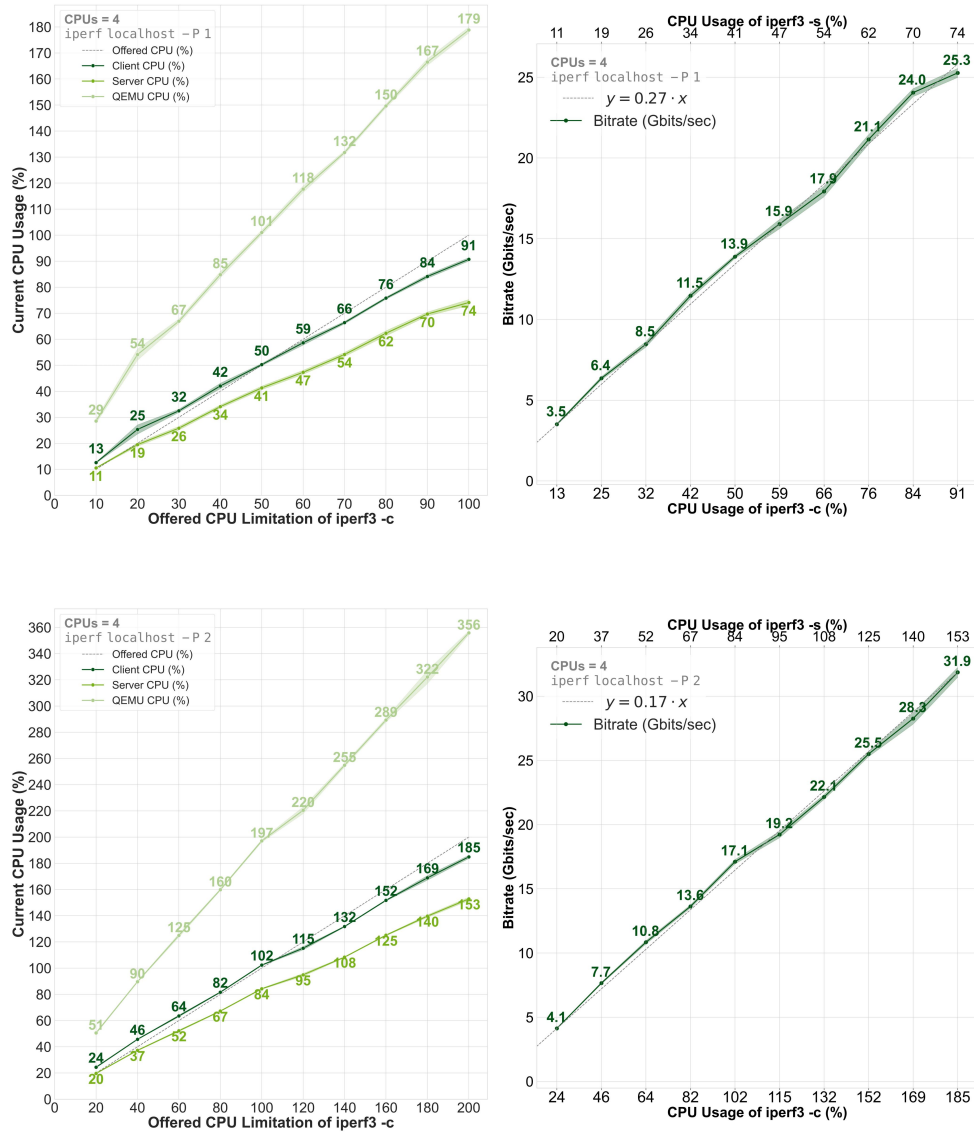 CPUs = 4
iperf localhost −P 1
Offered CPU (%)
Client CPU (%)
Server CPU (%)
QEMU CPU (%)
Current CPU Usage (%)
180
170
160
150
140
130
120
110
100
90
80
70
60
50
40
30
20
10
0
29 54 67 85 101 118 132 150 167 179
13 25 32 42 50 59 66 76 84 91
11 19 26 34 41 47 54 62 70 74
0 10 20 30 40 50 60 70 80 90 100
Offered CPU Limitation of iperf3 -c
CPU Usage of iperf3 -s (%)
11 19 26 34 41 47 54 62 70 74
CPUs = 4
iperf localhost −P 1
y = 0.27 · x
Bitrate (Gbits/sec)
Bitrate (Gbits/sec)
25
20
15
10
5
0
3.5 6.4 8.5 11.5 13.9 15.9 17.9 21.1 24.0 25.3
13 25 32 42 50 59 66 76 84 91
CPU Usage of iperf3 -c (%)
CPUs = 4
iperf localhost −P 2
Offered CPU (%)
Client CPU (%)
Server CPU (%)
QEMU CPU (%)
Current CPU Usage (%)
360
340
320
300
280
260
240
220
200
180
160
140
120
100
80
60
40
20
0
51 90 125 160 197 220 255 289 322 356
24 46 64 82 102 115 132 152 169 185
20 37 52 67 84 95 108 125 140 153
0 20 40 60 80 100 120 140 160 180 200
Offered CPU Limitation of iperf3 -c
CPU Usage of iperf3 -s (%)
20 37 52 67 84 95 108 125 140 153
CPUs = 4
iperf localhost −P 2
y = 0.17 · x
Bitrate (Gbits/sec)
Bitrate (Gbits/sec)
30
25
20
15
10
5
0
4.1 7.7 10.8 13.6 17.1 19.2 22.1 25.5 28.3 31.9
24 46 64 82 102 115 132 152 169 185
CPU Usage of iperf3 -c (%)